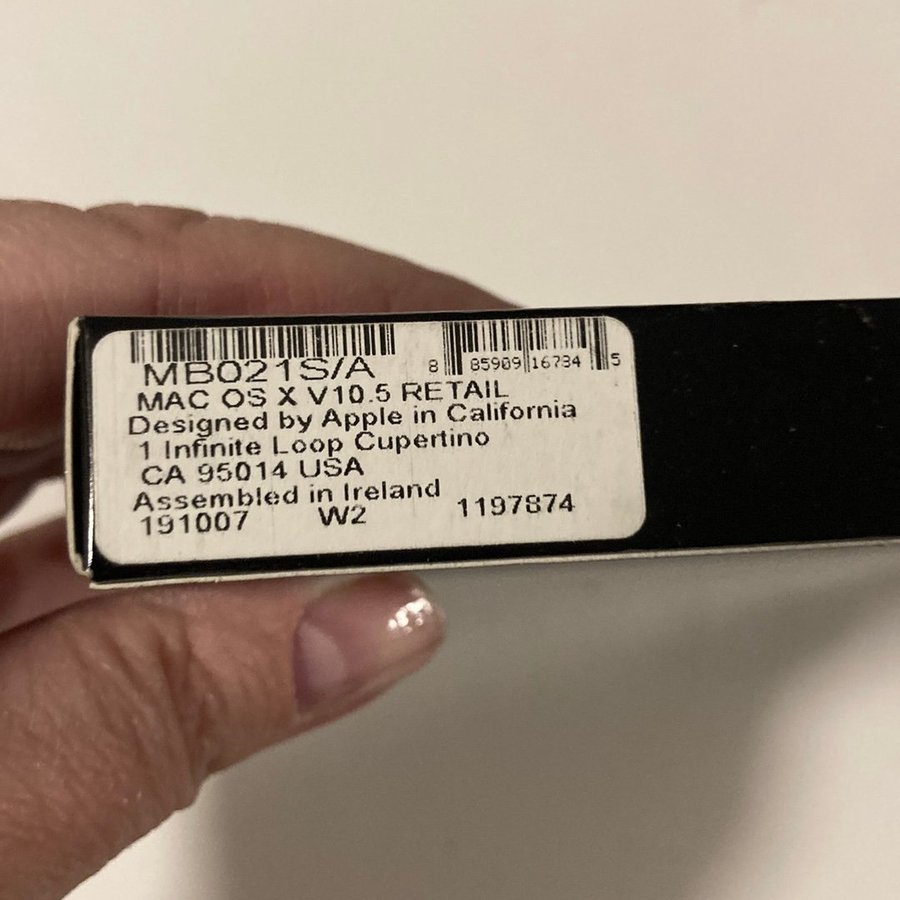 MB021S/A
8 85909 16734 5
MAC OS X V10.5 RETAIL
Designed by Apple in California
1 Infinite Loop Cupertino
CA 95014 USA
Assembled in Ireland
191007 W2 1197874